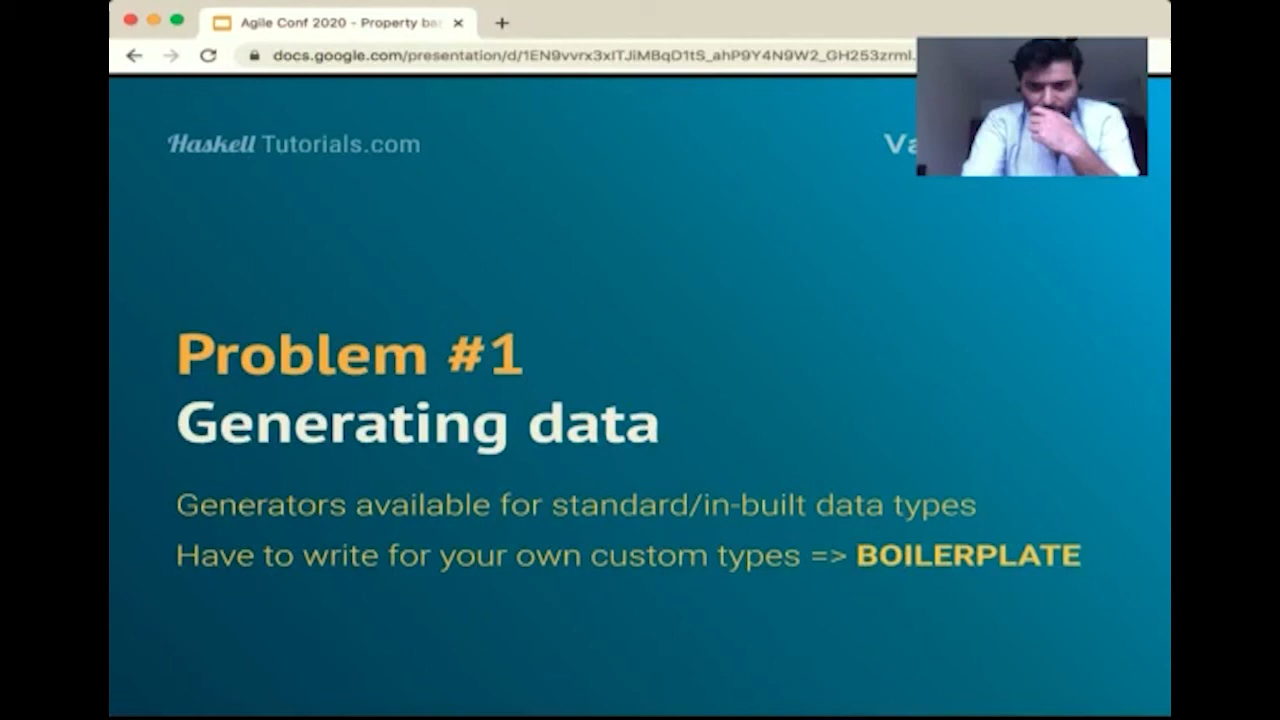 Agile Conf 2020 - Property ba
docs.google.com/presentation/d/1EN9vvrx3xITJiMBqD1tS_ahP9Y4N9W2_GH253zrml.
Haskell Tutorials.com
Va
Problem #1
Generating data
Generators available for standard/in-built data types
Have to write for your own custom types => BOILERPLATE